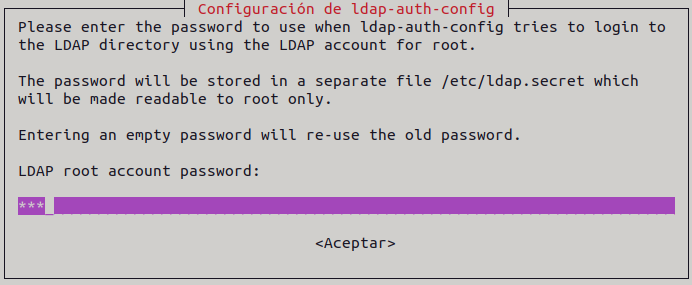 Configuración de ldap-auth-config
Please enter the password to use when ldap-auth-config tries to login to
the LDAP directory using the LDAP account for root.
The password will be stored in a separate file /etc/ldap.secret which
will be made readable to root only.
Entering an empty password will re-use the old password.
LDAP root account password:
***_
<Aceptar>